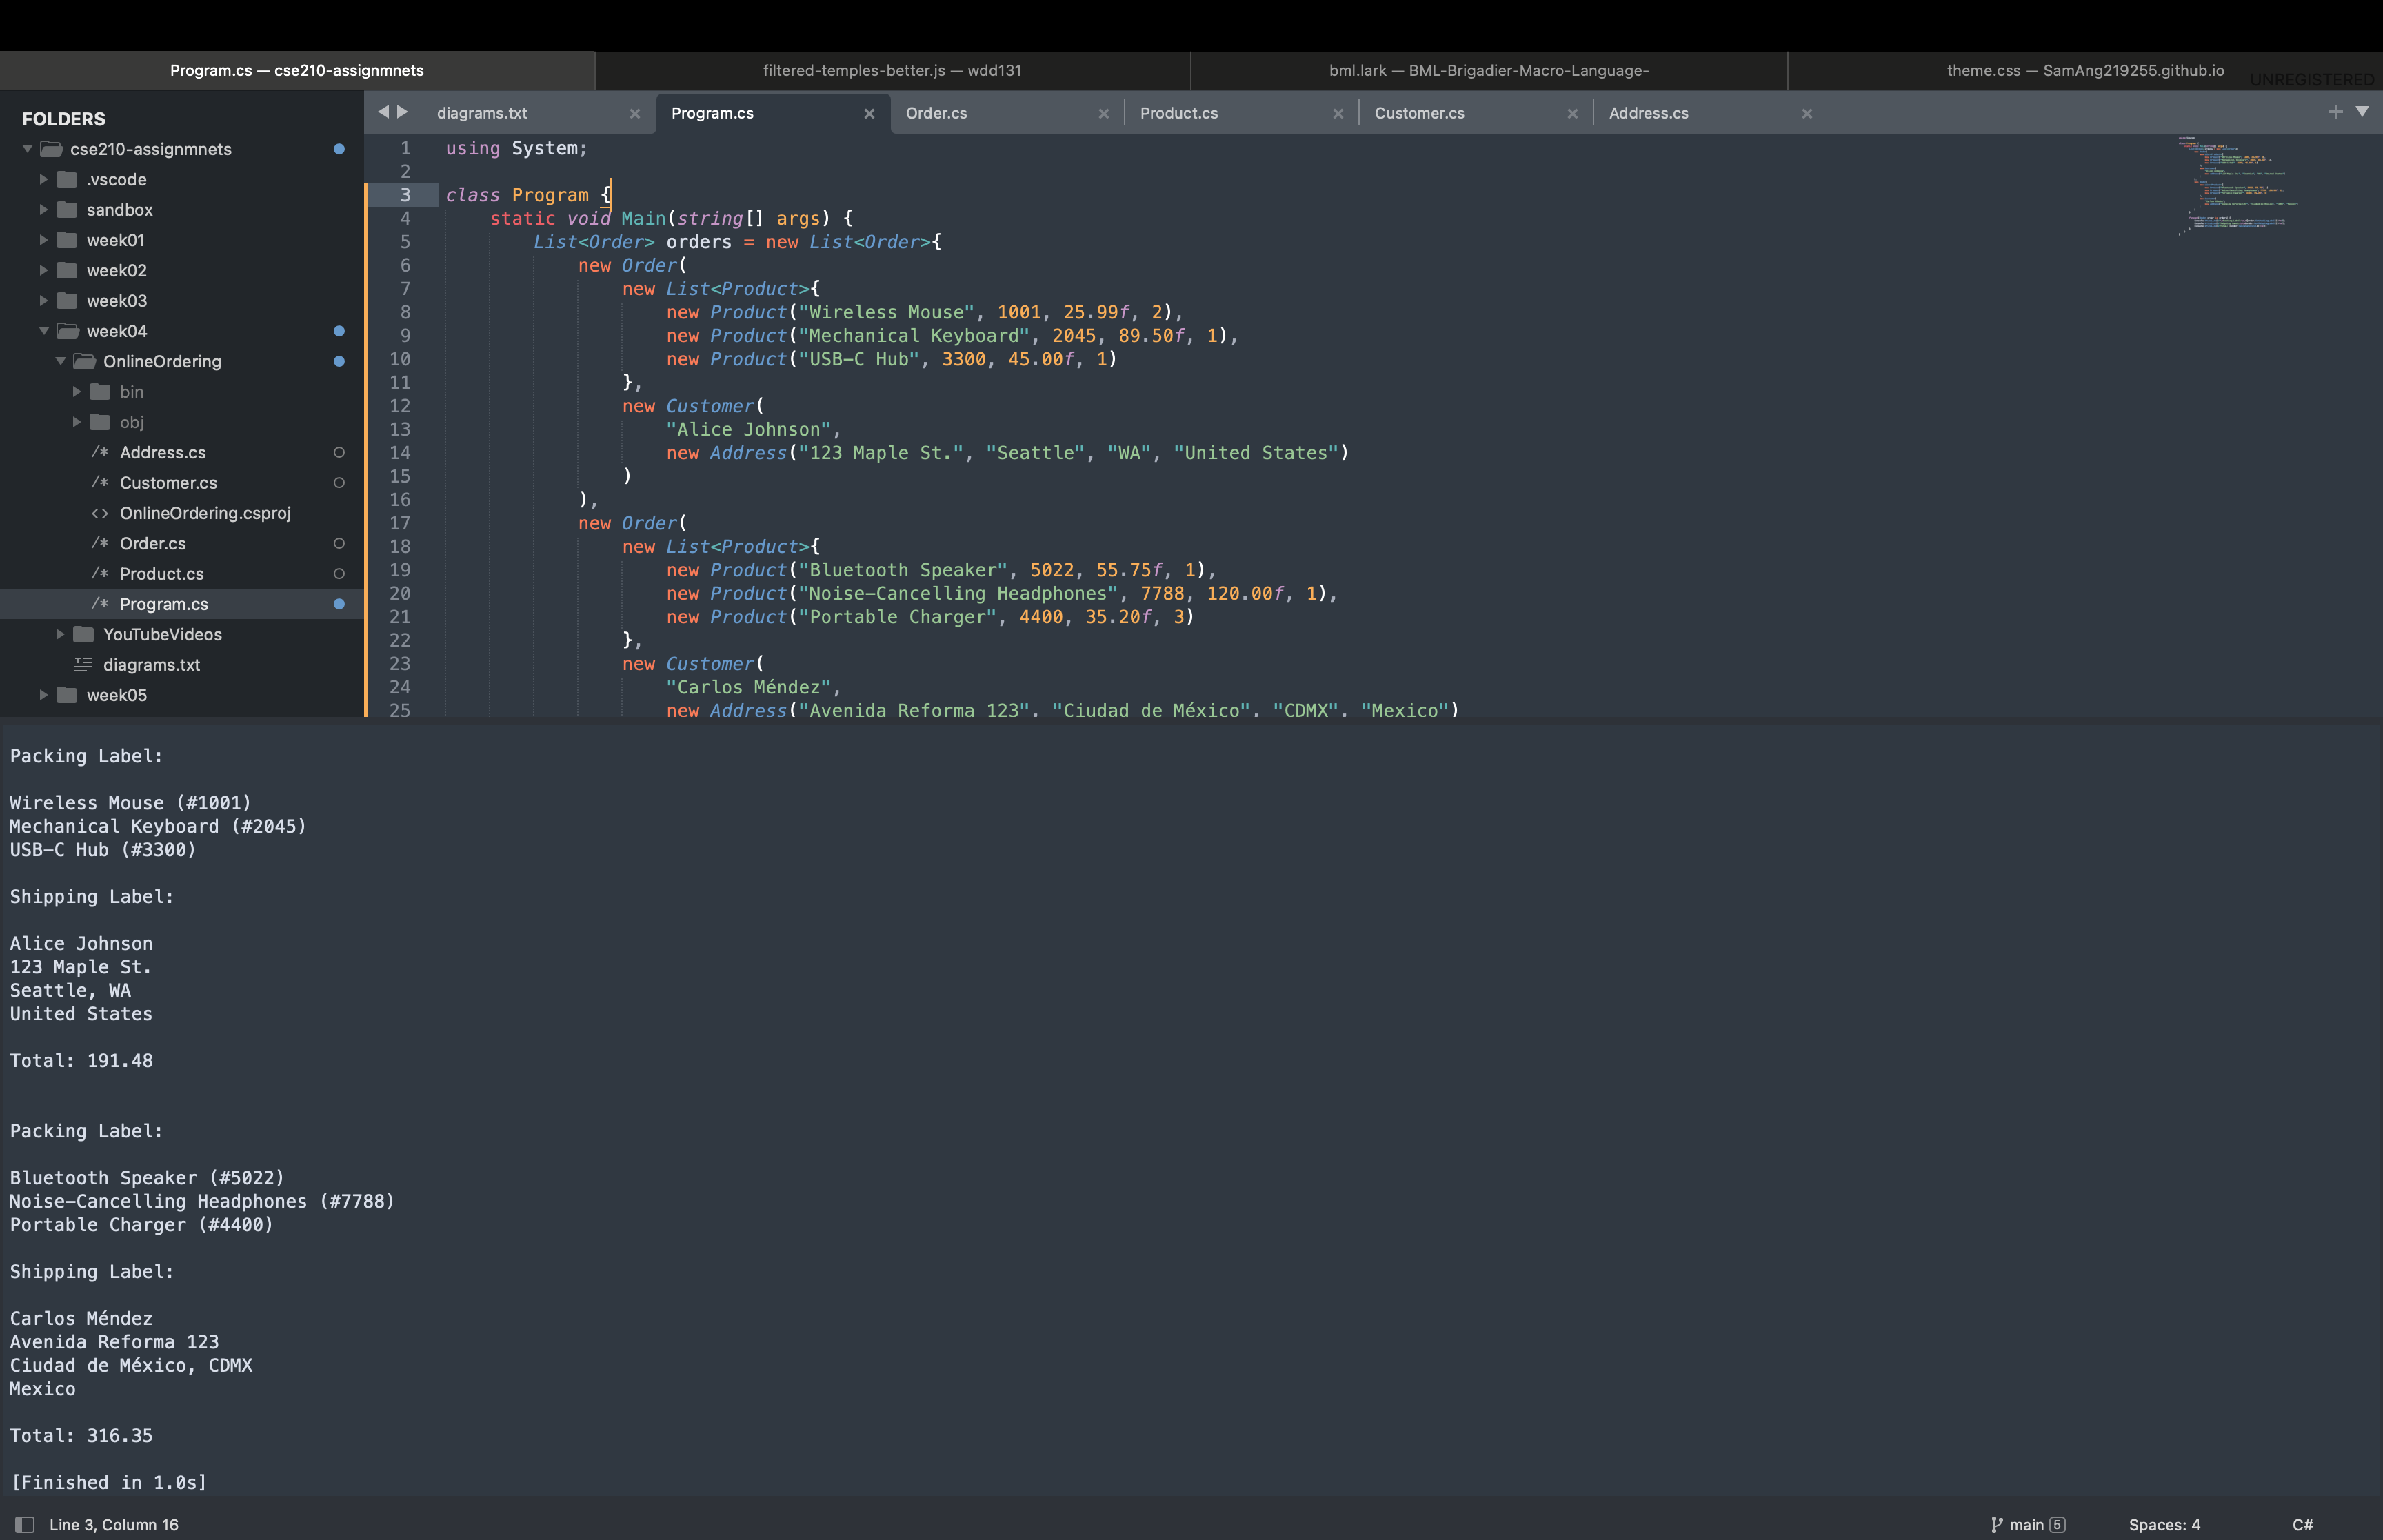 Program.cs — cse210-assignmnets
filtered-temples-better.js — wdd131
bml.lark — BML-Brigadier-Macro-Language-
theme.css — SamAng219255.github.io
UNREGISTERED
FOLDERS
cse210-assignmnets
.vscode
sandbox
week01
week02
week03
week04
OnlineOrdering
bin
obj
/* Address.cs
/* Customer.cs
<> OnlineOrdering.csproj
/* Order.cs
/* Product.cs
/* Program.cs
YouTubeVideos
diagrams.txt
week05
diagrams.txt × Program.cs × Order.cs × Product.cs × Customer.cs × Address.cs ×
1 using System;
2
3 class Program {
4 static void Main(string[] args) {
5 List<Order> orders = new List<Order>{
6 new Order(
7 new List<Product>{
8 new Product("Wireless Mouse", 1001, 25.99f, 2),
9 new Product("Mechanical Keyboard", 2045, 89.50f, 1),
10 new Product("USB-C Hub", 3300, 45.00f, 1)
11 },
12 new Customer(
13 "Alice Johnson",
14 new Address("123 Maple St.", "Seattle", "WA", "United States")
15 )
16 ),
17 new Order(
18 new List<Product>{
19 new Product("Bluetooth Speaker", 5022, 55.75f, 1),
20 new Product("Noise-Cancelling Headphones", 7788, 120.00f, 1),
21 new Product("Portable Charger", 4400, 35.20f, 3)
22 },
23 new Customer(
24 "Carlos Méndez",
25 new Address("Avenida Reforma 123", "Ciudad de México", "CDMX", "Mexico")
Packing Label:
Wireless Mouse (#1001)
Mechanical Keyboard (#2045)
USB-C Hub (#3300)
Shipping Label:
Alice Johnson
123 Maple St.
Seattle, WA
United States
Total: 191.48
Packing Label:
Bluetooth Speaker (#5022)
Noise-Cancelling Headphones (#7788)
Portable Charger (#4400)
Shipping Label:
Carlos Méndez
Avenida Reforma 123
Ciudad de México, CDMX
Mexico
Total: 316.35
[Finished in 1.0s]
Line 3, Column 16
main 5
Spaces: 4
C#